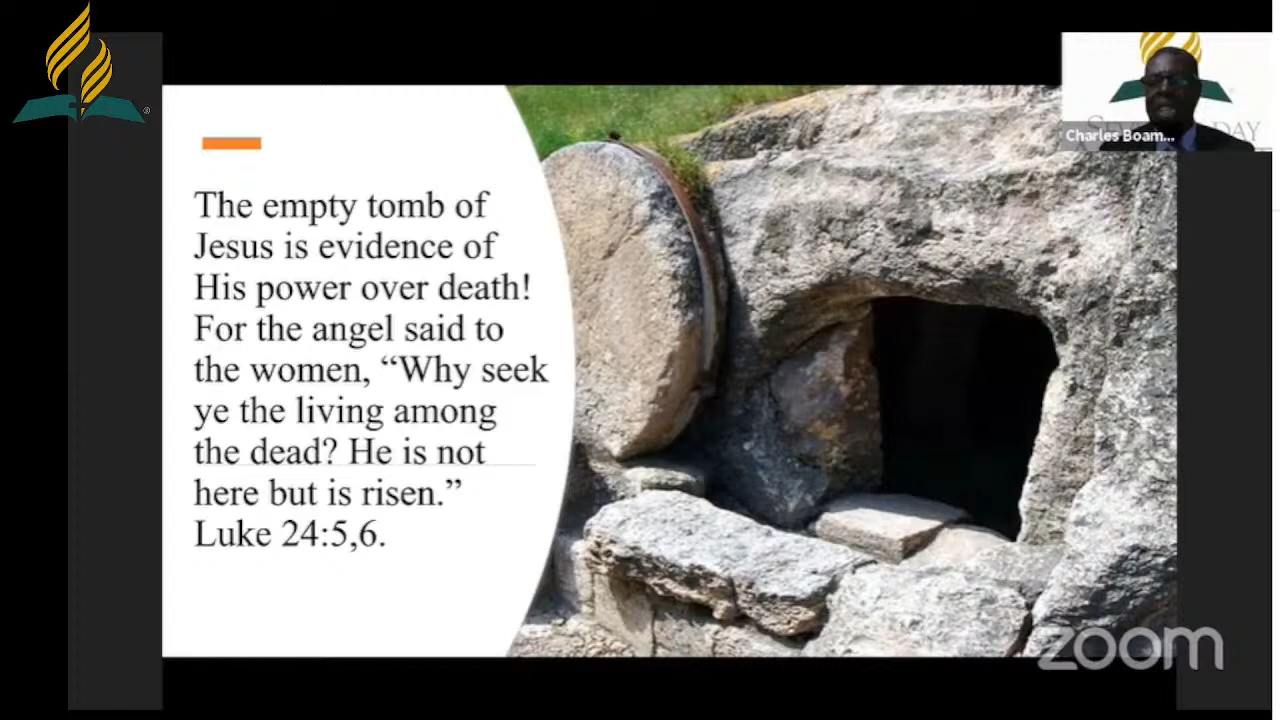 The empty tomb of
Jesus is evidence of
His power over death!
For the angel said to
the women, “Why seek
ye the living among
the dead? He is not
here but is risen.”
Luke 24:5,6.
Charles Boam...
DAY
zoom
®